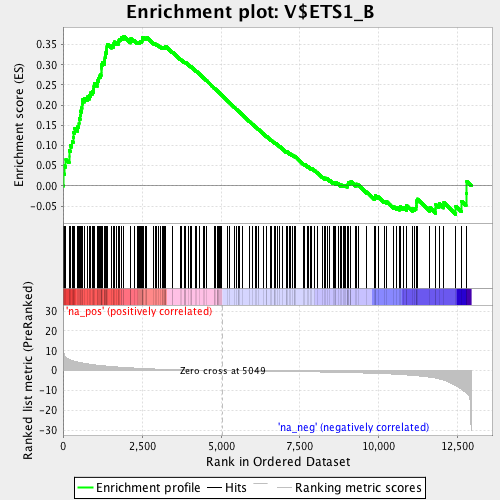 Enrichment plot: V$ETS1_B
Enrichment score (ES)
0.35
0.30
0.25
0.20
0.15
0.10
0.05
0.00
-0.05
'na_pos' (positively correlated)
Ranked list metric (PreRanked)
30
20
10
0
-10
-20
-30
Zero cross at 5049
'na_neg' (negatively correlated)
0
2,500
5,000
7,500
10,000
12,500
Rank in Ordered Dataset
Enrichment profile
Hits
Ranking metric scores